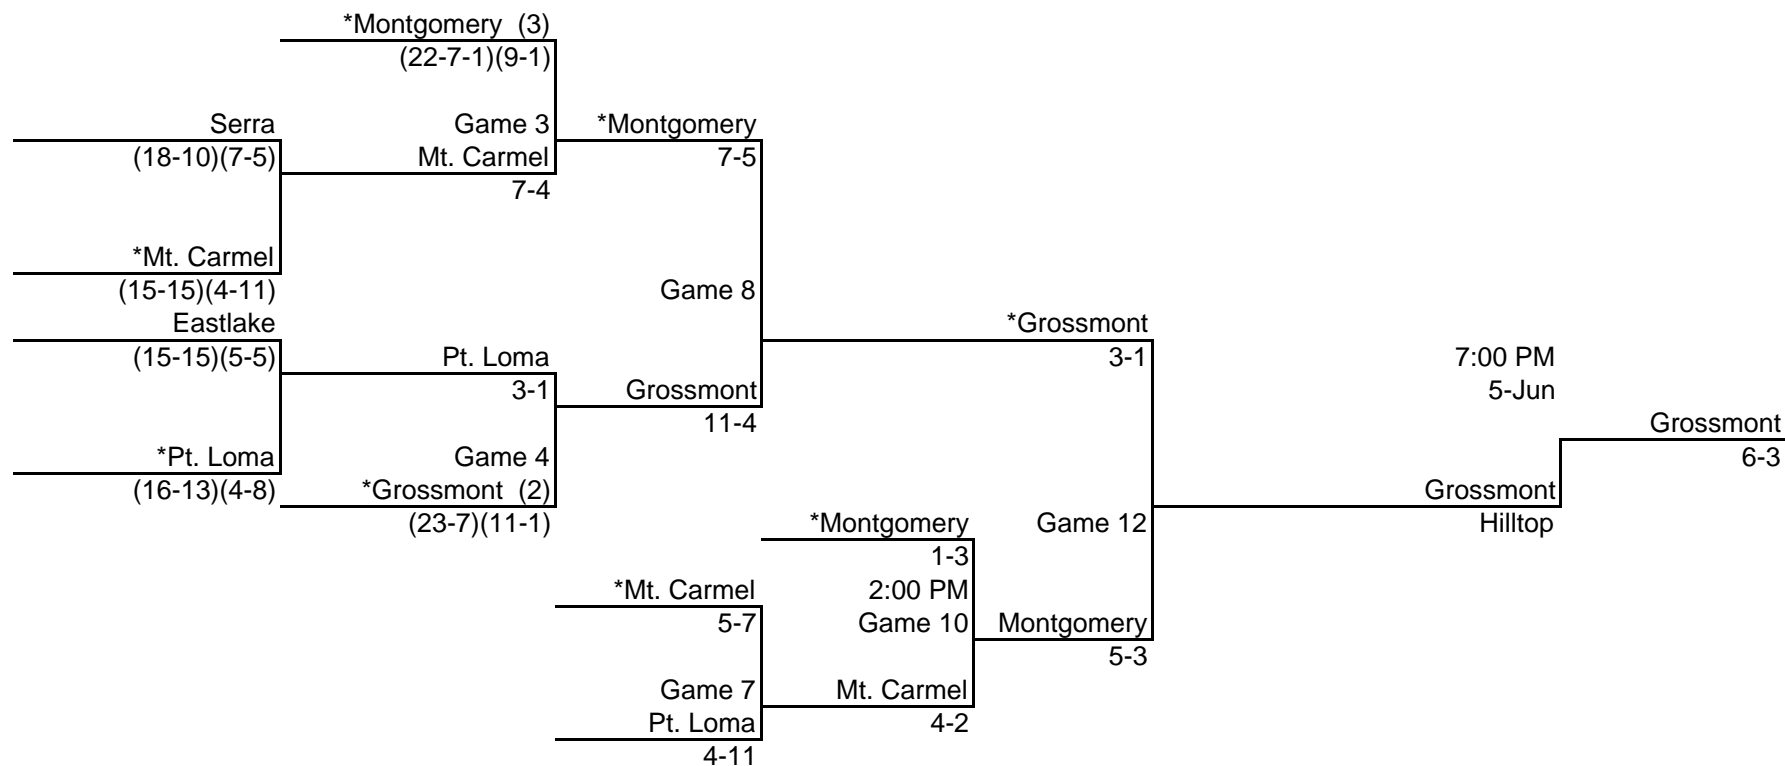 *Montgomery (3)
(22-7-1)(9-1)
Serra
Game 3
*Montgomery
(18-10)(7-5)
Mt. Carmel
7-5
7-4
*Mt. Carmel
(15-15)(4-11)
Game 8
Eastlake
*Grossmont
(15-15)(5-5)
Pt. Loma
3-1
7:00 PM
3-1
Grossmont
5-Jun
11-4
Grossmont
*Pt. Loma
Game 4
6-3
(16-13)(4-8)
*Grossmont (2)
Grossmont
(23-7)(11-1)
*Montgomery
Game 12
Hilltop
1-3
*Mt. Carmel
2:00 PM
5-7
Game 10
Montgomery
5-3
Game 7
Mt. Carmel
Pt. Loma
4-2
4-11